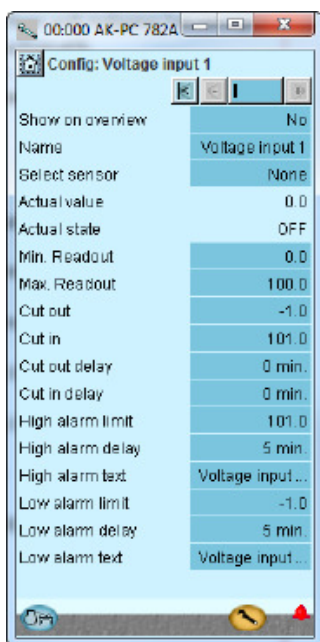 00:000 AK-PC 782A
Config: Voltage input 1
Show on overview No
Name Voltage input 1
Select sensor None
Actual value 0.0
Actual state OFF
Min. Readout 0.0
Max. Readout 100.0
Cut out -1.0
Cut in 101.0
Cut out delay 0 min.
Cut in delay 0 min.
High alarm limit 101.0
High alarm delay 5 min.
High alarm text Voltage input ...
Low alarm limit -1.0
Low alarm delay 5 min.
Low alarm text Voltage input ...